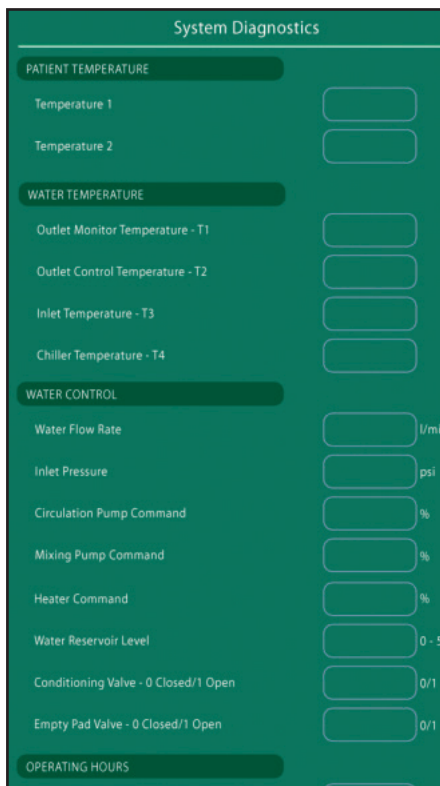 System Diagnostics
PATIENT TEMPERATURE
Temperature 1
Temperature 2
WATER TEMPERATURE
Outlet Monitor Temperature - T1
Outlet Control Temperature - T2
Inlet Temperature - T3
Chiller Temperature - T4
WATER CONTROL
Water Flow Rate
Inlet Pressure psi
Circulation Pump Command %
Mixing Pump Command %
Heater Command %
Water Reservoir Level 0 - 5
Conditioning Valve - 0 Closed/1 Open 0/1
Empty Pad Valve - 0 Closed/1 Open 0/1
OPERATING HOURS